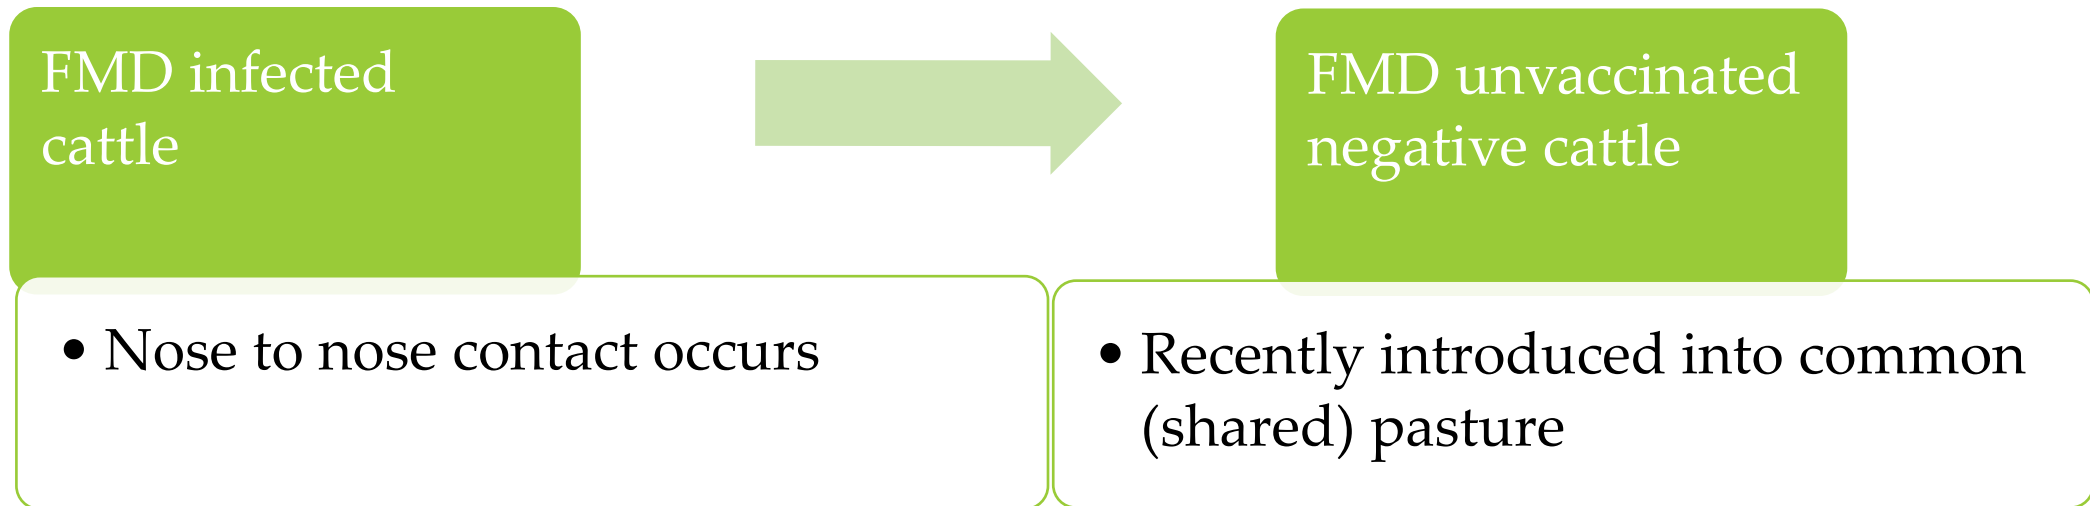 FMD infected
cattle
• Nose to nose contact occurs
FMD unvaccinated
negative cattle
• Recently introduced into common
(shared) pasture